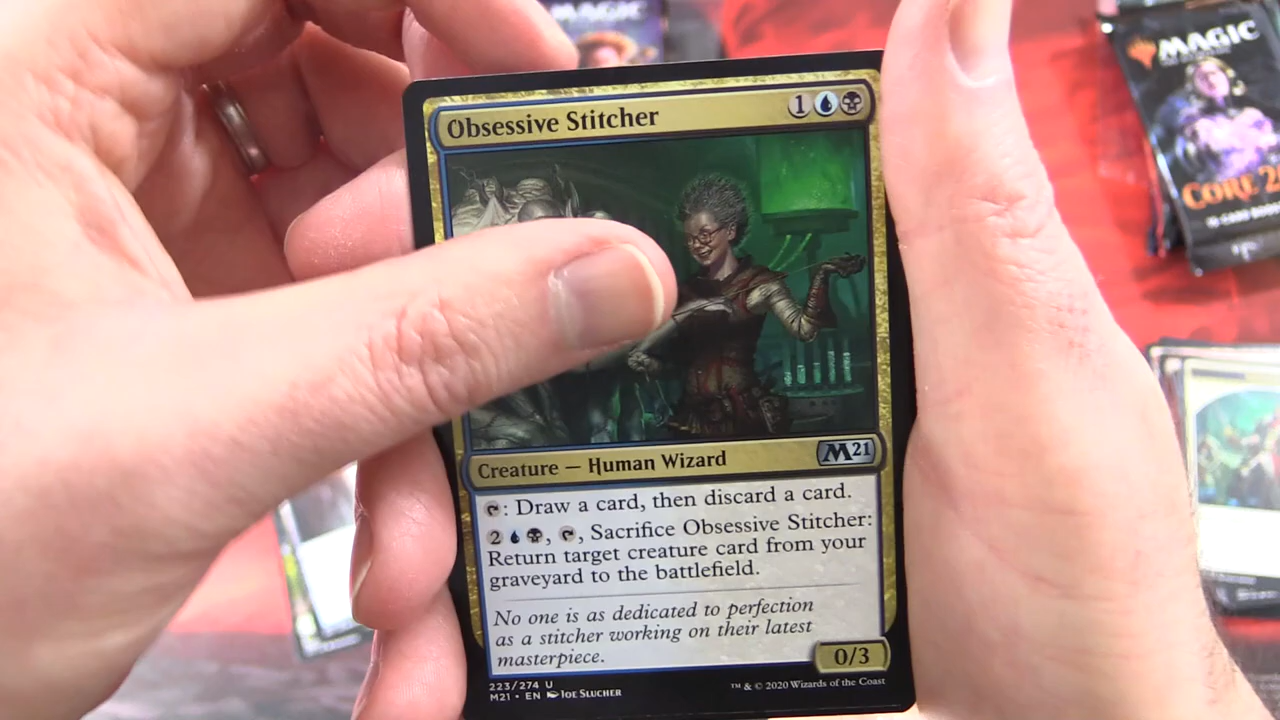 MAGIC
MAGIC
CORE 2
Obsessive Stitcher
1
Creature — Human Wizard
M21
: Draw a card, then discard a card.
2 , , Sacrifice Obsessive Stitcher:
Return target creature card from your
graveyard to the battlefield.
No one is as dedicated to perfection
as a stitcher working on their latest
masterpiece.
0/3
223/274 U
M21 • EN JOE SLUCHER
™ & © 2020 Wizards of the Coast